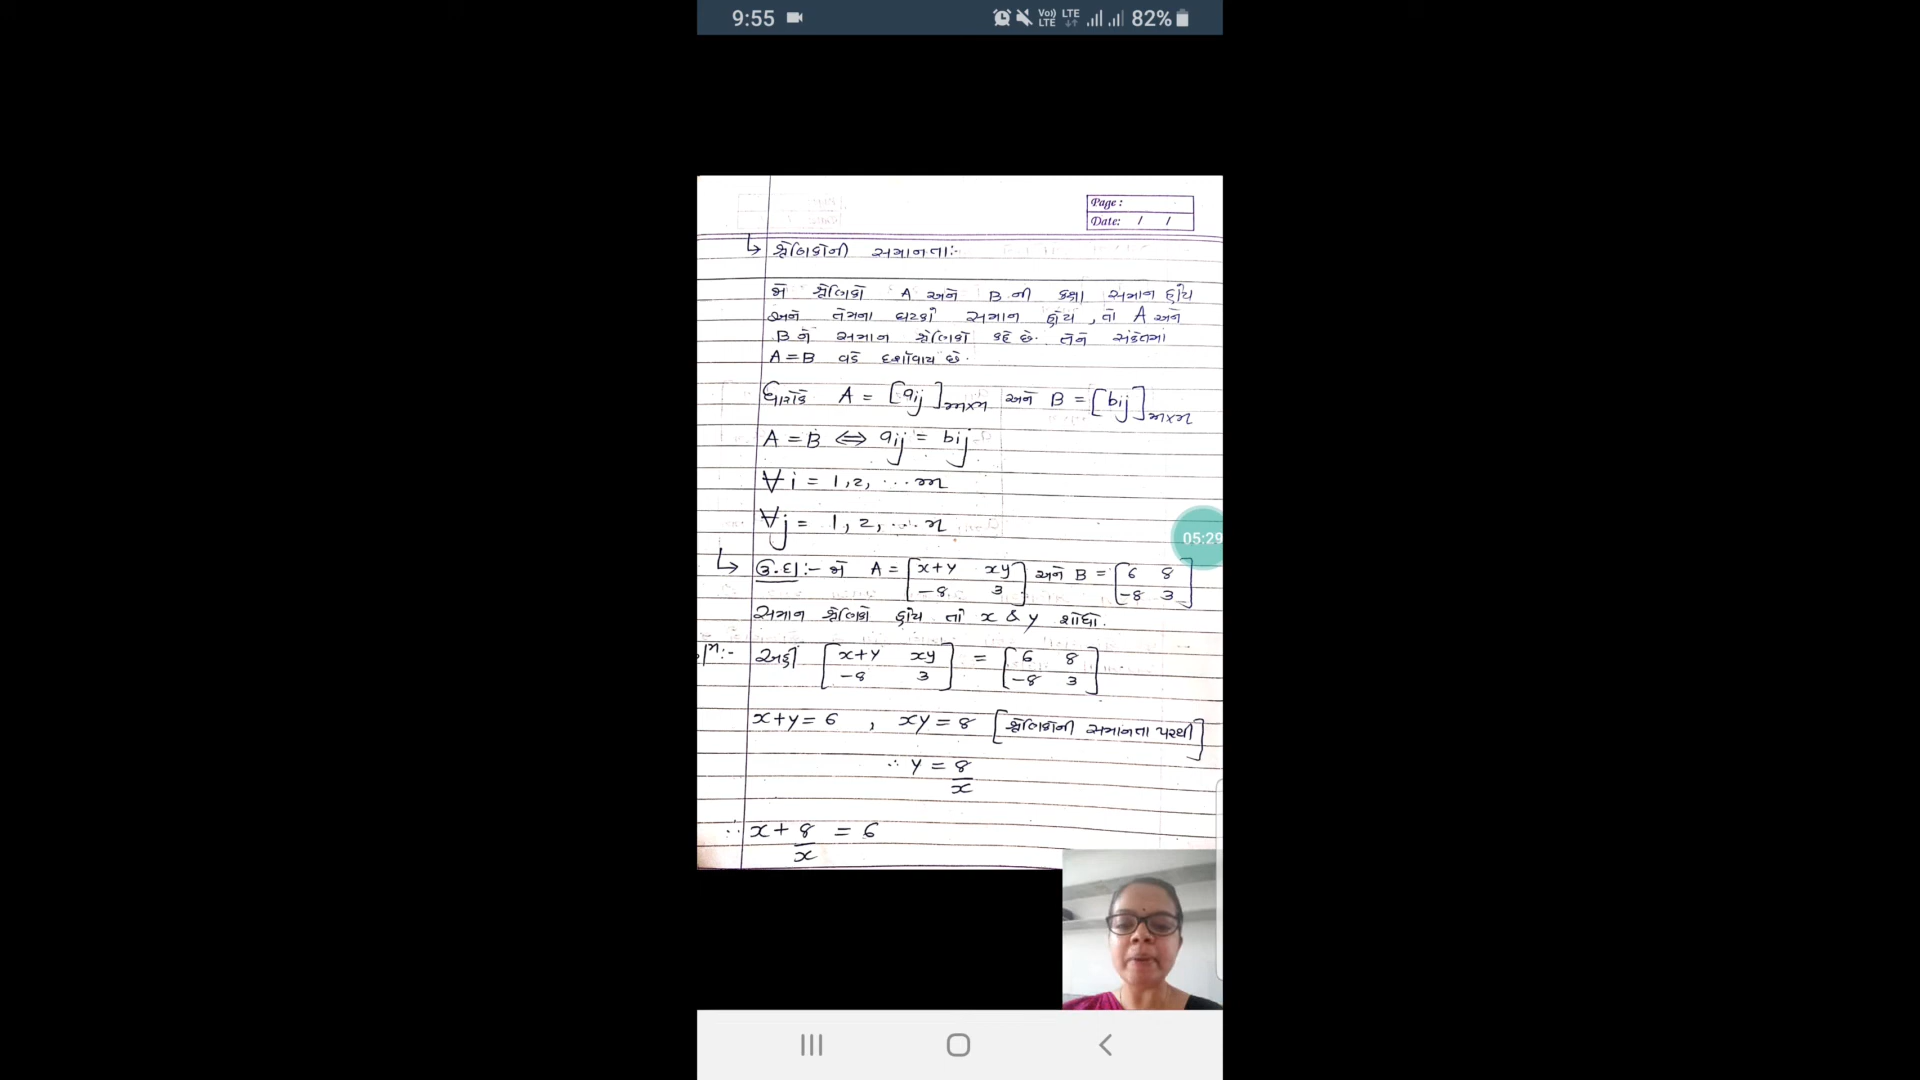 9:55 Vo)) LTE LTE 82%
Page :
Date: / /
↳ શ્રેણિકોની સમાનતા:-
જો શ્રેણિકો A અને B ની કક્ષા સમાન હોય
અને તેમના ઘટકો સમાન હોય , તો A અને
B ને સમાન શ્રેણિકો કહે છે. તેને સંકેતમાં
A = B વડે દર્શાવાય છે.
ધારોકે A = [aij]m×n અને B = [bij]m×n
A = B ⇔ aij = bij
∀ i = 1, 2, ... m
∀ j = 1, 2, ... n
05:29
↳ ઉ.દા:- જો A = [x+y xy અને B = [6 8
-8 3] -8 3]
સમાન શ્રેણિકો હોય તો x & y શોધો.
અહીં [x+y xy = [6 8
-8 3] -8 3]
x+y = 6 , xy = 8 [શ્રેણિકોની સમાનતા પરથી]
∴ y = 8/x
∴ x + 8/x = 6